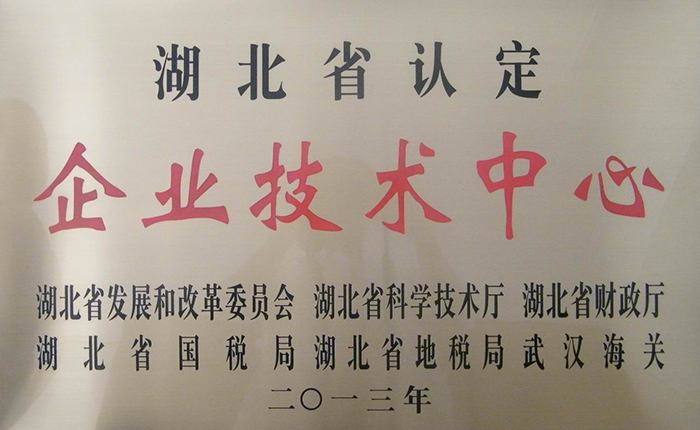 湖北省认定
企业技术中心
湖北省发展和改革委员会 湖北省科学技术厅 湖北省财政厅
湖北省国税局 湖北省地税局 武汉海关
二〇一三年